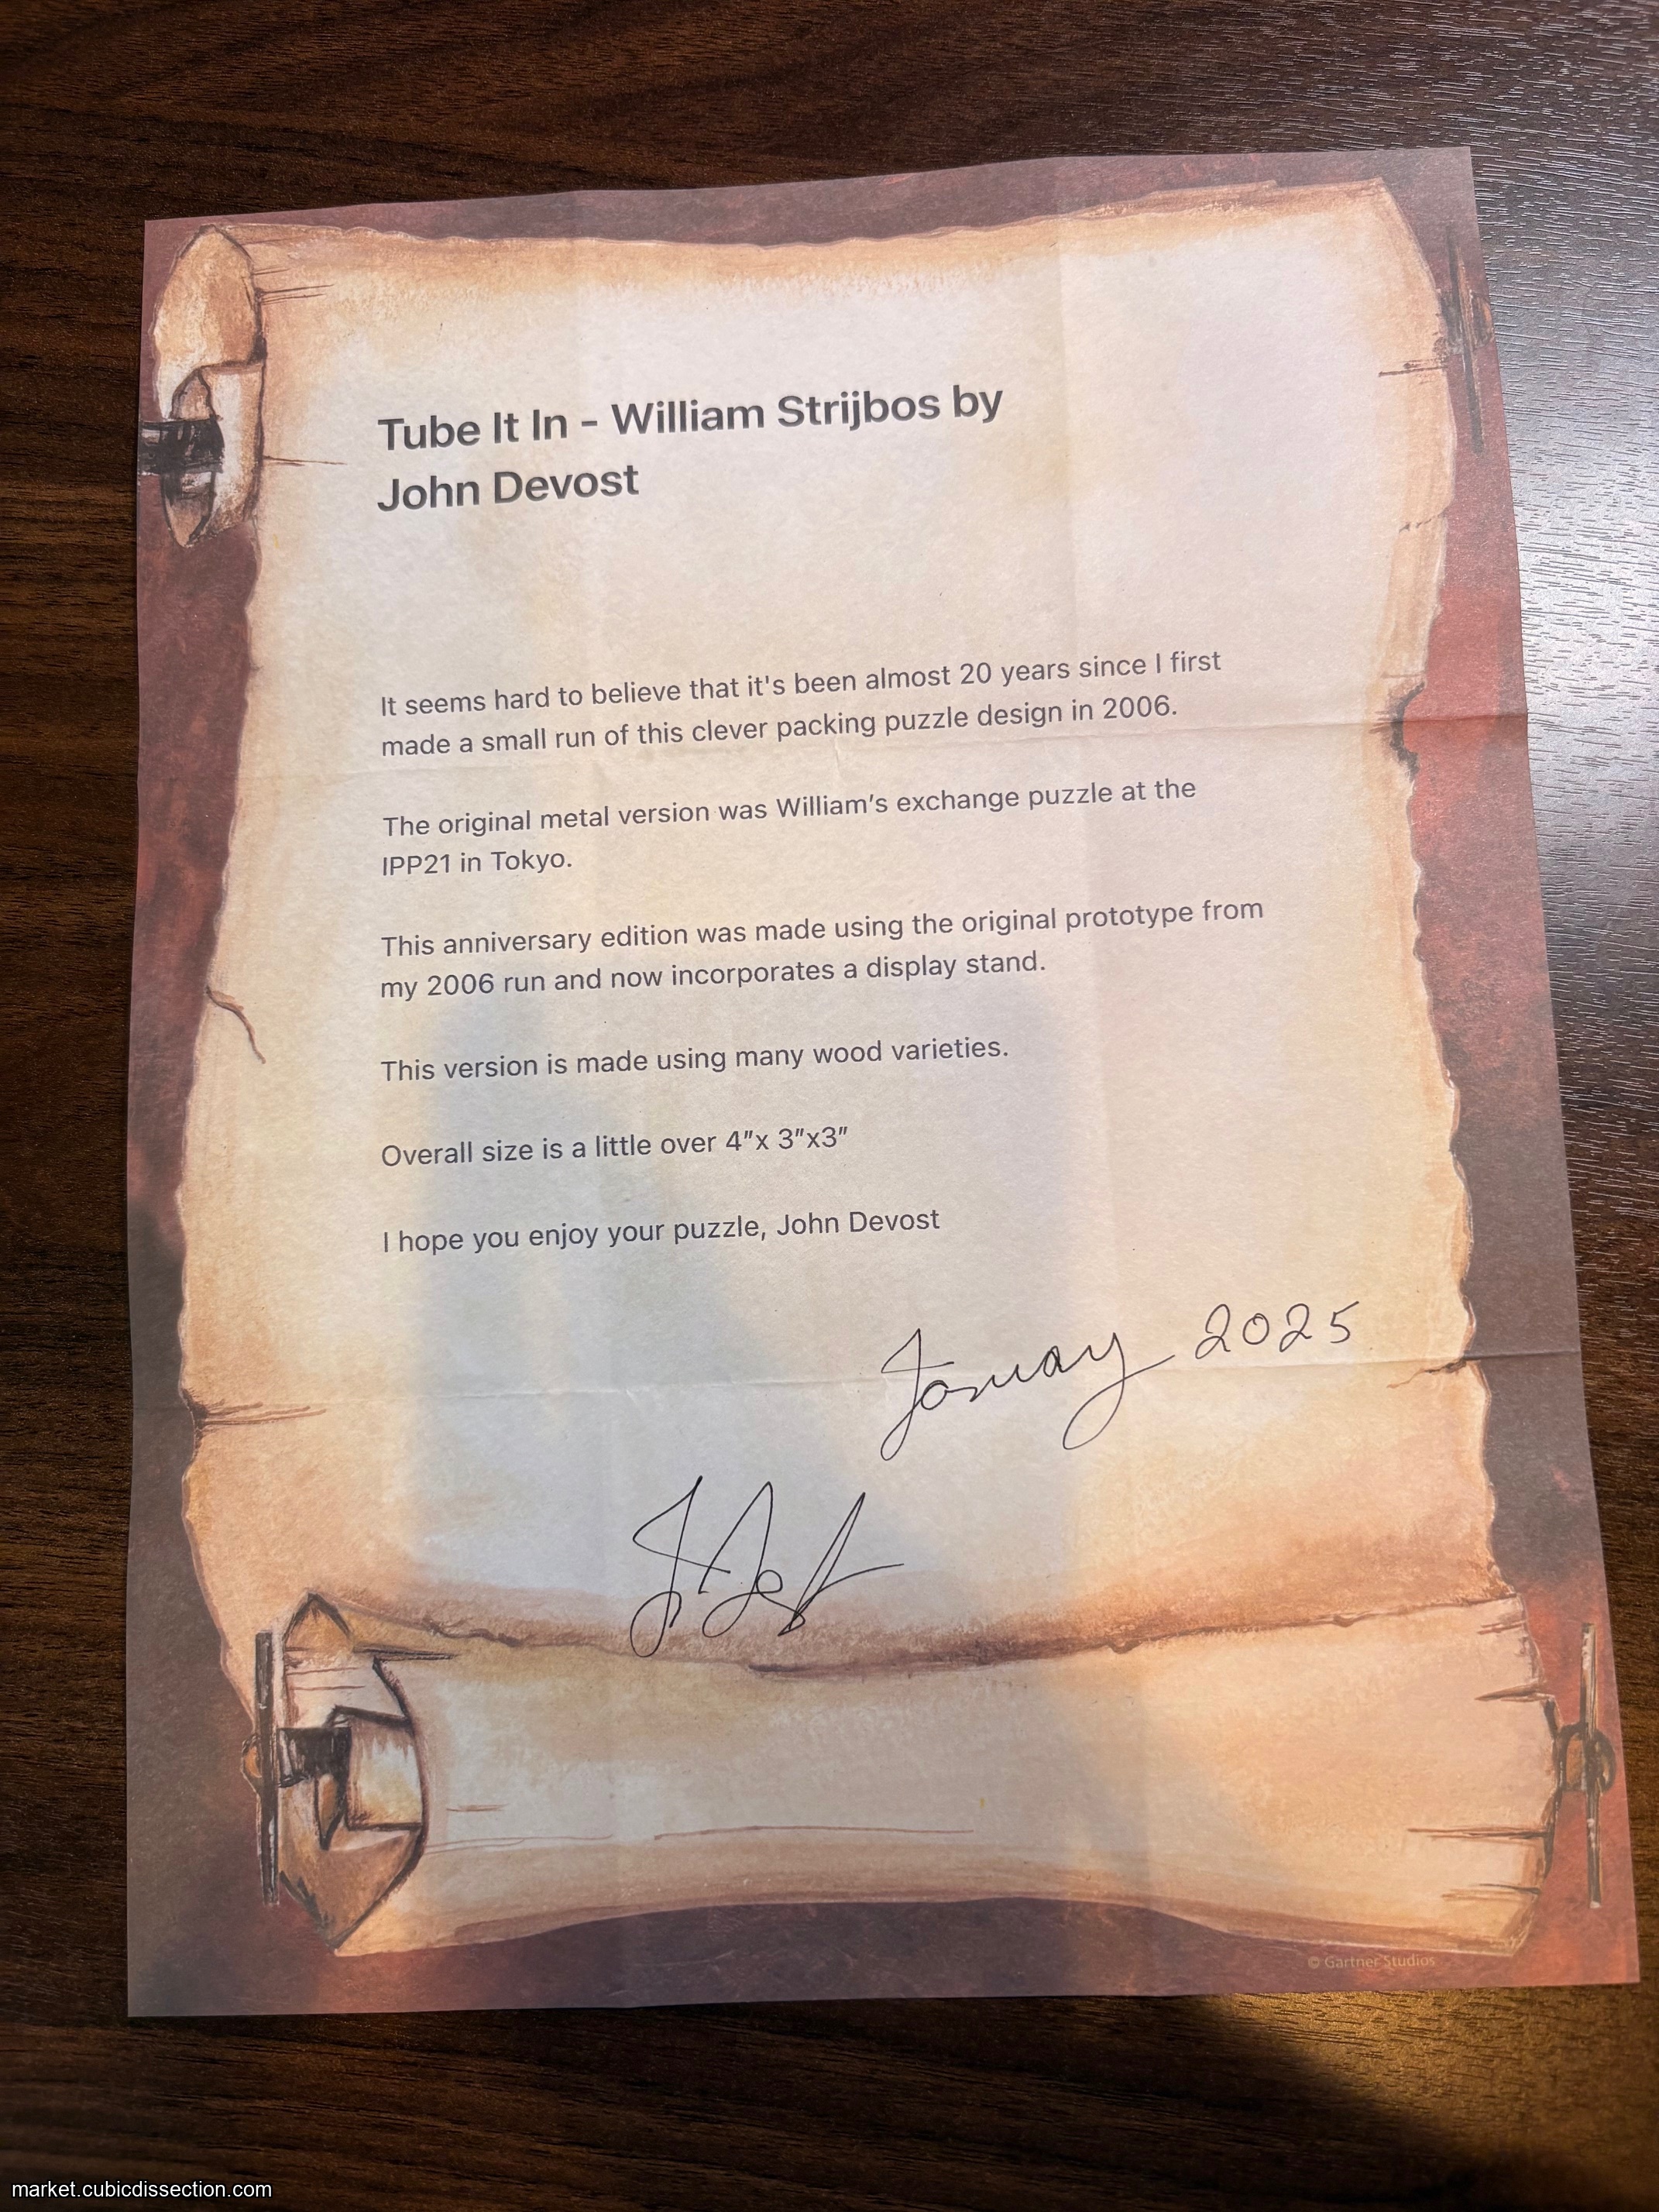 Tube It In - William Strijbos by
John Devost
It seems hard to believe that it's been almost 20 years since I first
made a small run of this clever packing puzzle design in 2006.
The original metal version was William's exchange puzzle at the
IPP21 in Tokyo.
This anniversary edition was made using the original prototype from
my 2006 run and now incorporates a display stand.
This version is made using many wood varieties.
Overall size is a little over 4"x 3"x3"
I hope you enjoy your puzzle, John Devost
January 2025
© Gartner Studios
market.cubicdissection.com